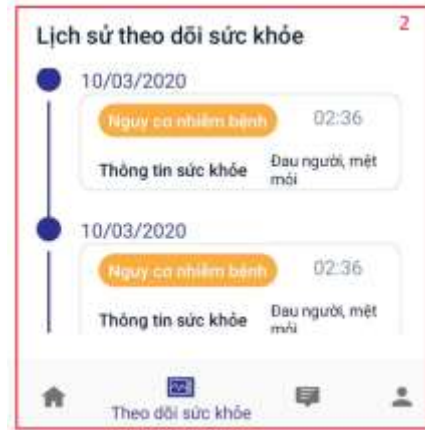 Lịch sử theo dõi sức khỏe
2
10/03/2020
Nguy cơ nhiễm bệnh
02:36
Thông tin sức khỏe
Đau người, mệt
mỏi
10/03/2020
Nguy cơ nhiễm bệnh
02:36
Thông tin sức khỏe
Đau người, mệt
mỏi
Theo dõi sức khỏe